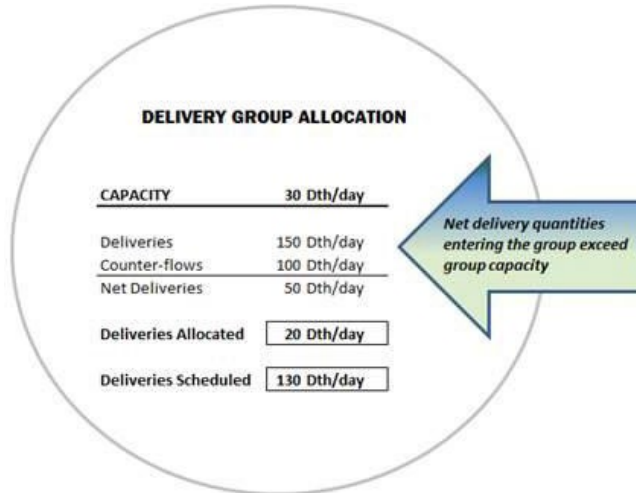 DELIVERY GROUP ALLOCATION
CAPACITY 30 Dth/day
Deliveries 150 Dth/day
Counter-flows 100 Dth/day
Net Deliveries 50 Dth/day
Deliveries Allocated 20 Dth/day
Deliveries Scheduled 130 Dth/day
Net delivery quantities
entering the group exceed
group capacity